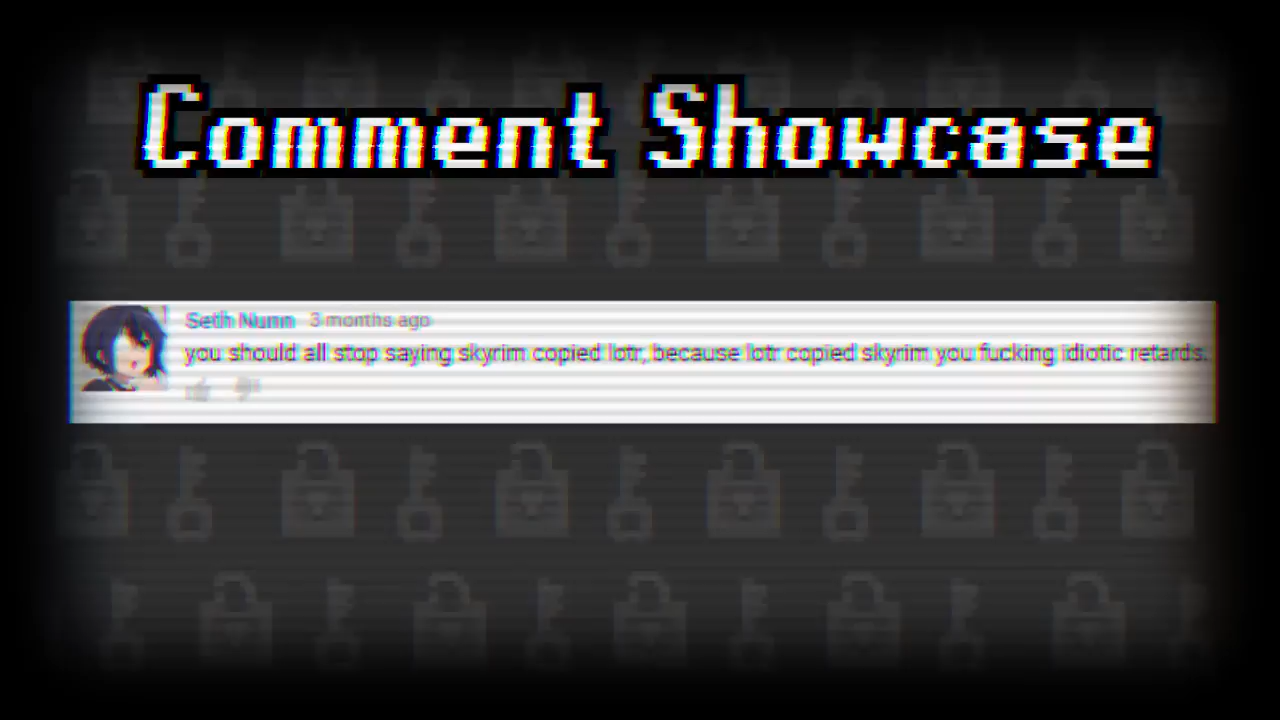 Comment Showcase
Seth Nunn 3 months ago
you should all stop saying skyrim copied lotr, because lotr copied skyrim you fucking idiotic retards.